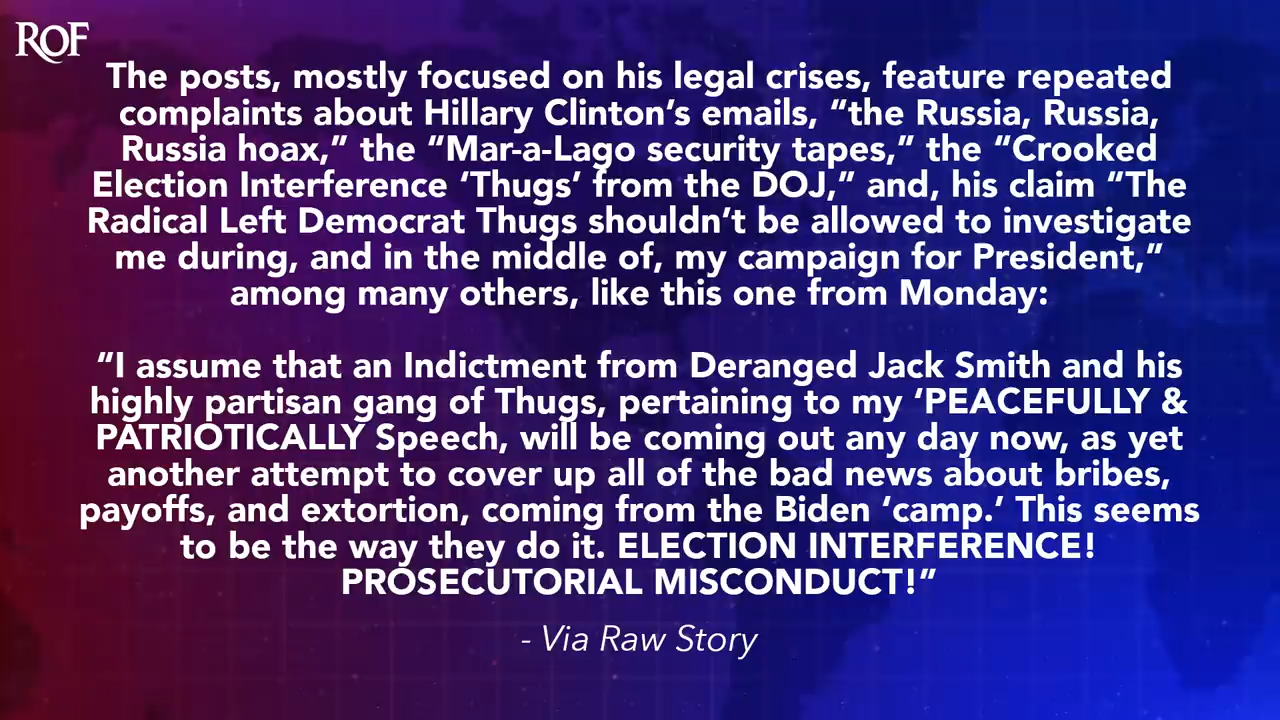 ROF
The posts, mostly focused on his legal crises, feature repeated
complaints about Hillary Clinton’s emails, “the Russia, Russia,
Russia hoax,” the “Mar-a-Lago security tapes,” the “Crooked
Election Interference ‘Thugs’ from the DOJ,” and, his claim “The
Radical Left Democrat Thugs shouldn’t be allowed to investigate
me during, and in the middle of, my campaign for President,”
among many others, like this one from Monday:
“I assume that an Indictment from Deranged Jack Smith and his
highly partisan gang of Thugs, pertaining to my ‘PEACEFULLY &
PATRIOTICALLY Speech, will be coming out any day now, as yet
another attempt to cover up all of the bad news about bribes,
payoffs, and extortion, coming from the Biden ‘camp.’ This seems
to be the way they do it. ELECTION INTERFERENCE!
PROSECUTORIAL MISCONDUCT!”
- Via Raw Story